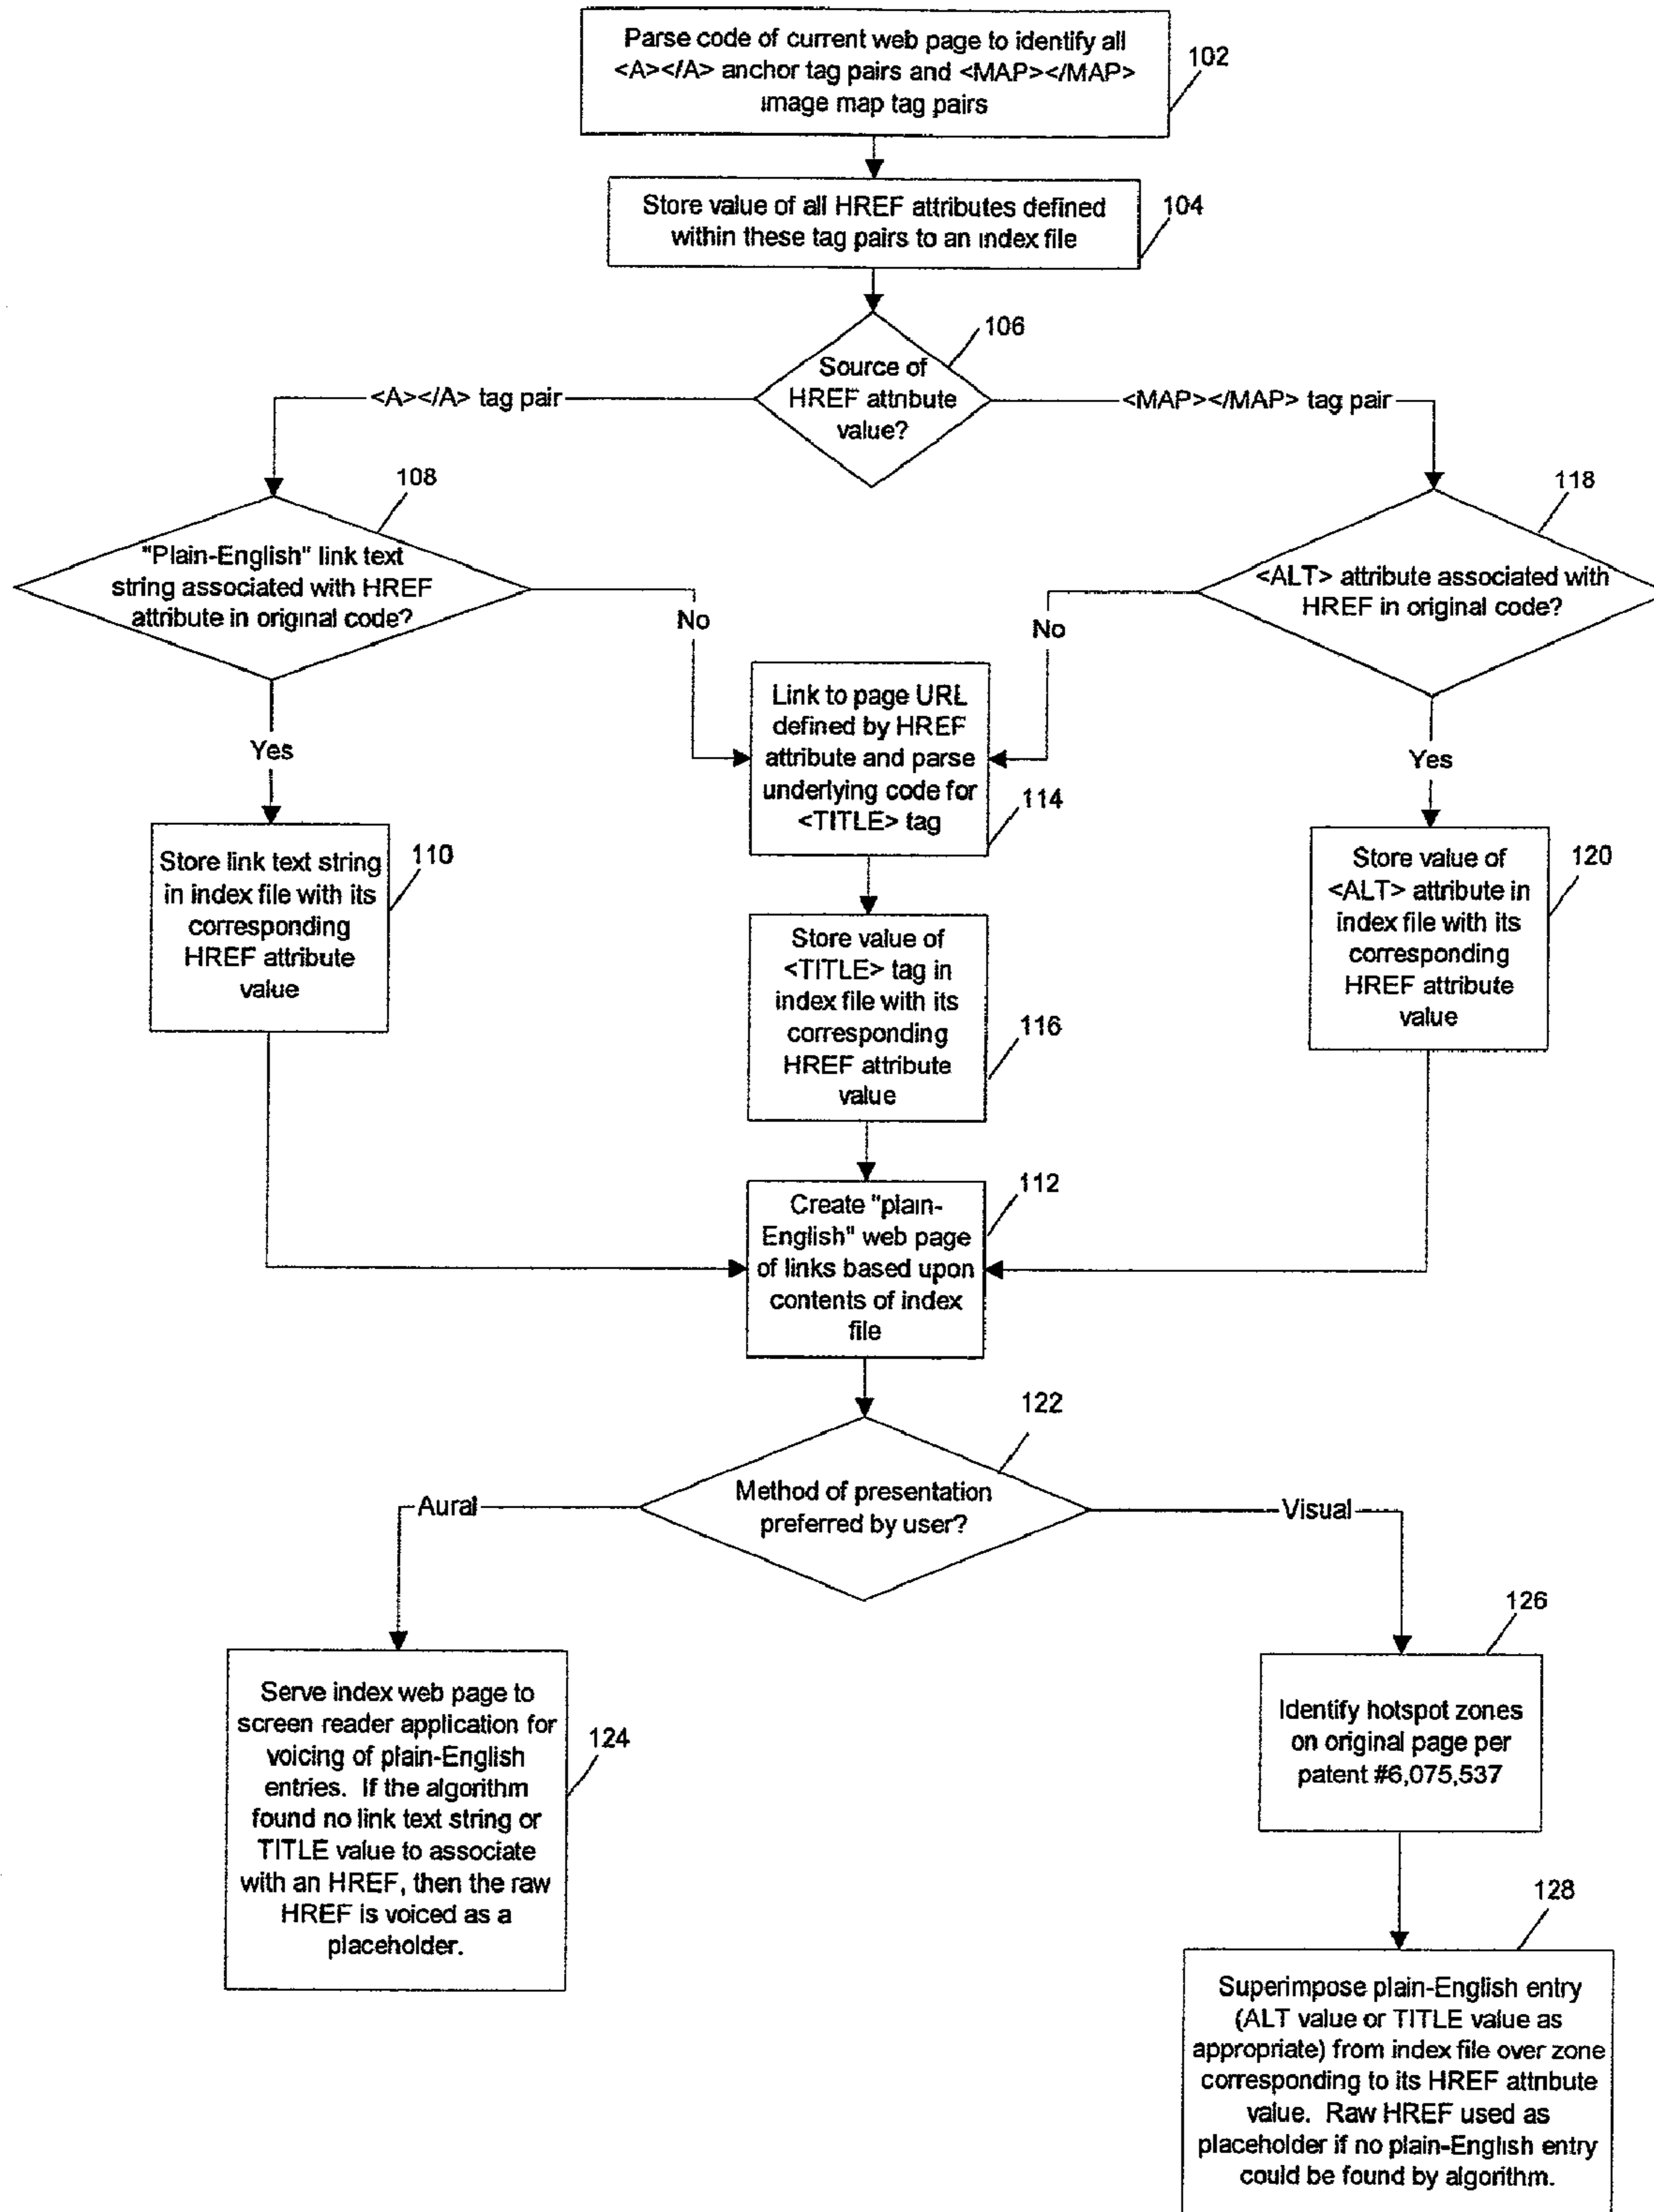 Parse code of current web page to identify all
<A></A> anchor tag pairs and <MAP></MAP>
image map tag pairs
102
Store value of all HREF attributes defined
within these tag pairs to an index file
104
106
Source of
HREF attribute
value?
<A></A> tag pair
<MAP></MAP> tag pair
108
"Plain-English" link text
string associated with HREF
attribute in original code?
118
<ALT> attribute associated with
HREF in original code?
No
No
Yes
Yes
Link to page URL
defined by HREF
attribute and parse
underlying code for
<TITLE> tag
114
Store link text string
in index file with its
corresponding
HREF attribute
value
110
Store value of
<ALT> attribute in
index file with its
corresponding
HREF attribute
value
120
Store value of
<TITLE> tag in
index file with its
corresponding
HREF attribute
value
116
Create "plain-
English" web page
of links based upon
contents of index
file
112
122
Method of presentation
preferred by user?
Aural
Visual
Serve index web page to
screen reader application for
voicing of plain-English
entries. If the algorithm
found no link text string or
TITLE value to associate
with an HREF, then the raw
HREF is voiced as a
placeholder.
124
126
Identify hotspot zones
on original page per
patent #6,075,537
128
Superimpose plain-English entry
(ALT value or TITLE value as
appropriate) from index file over zone
corresponding to its HREF attribute
value. Raw HREF used as
placeholder if no plain-English entry
could be found by algorithm.